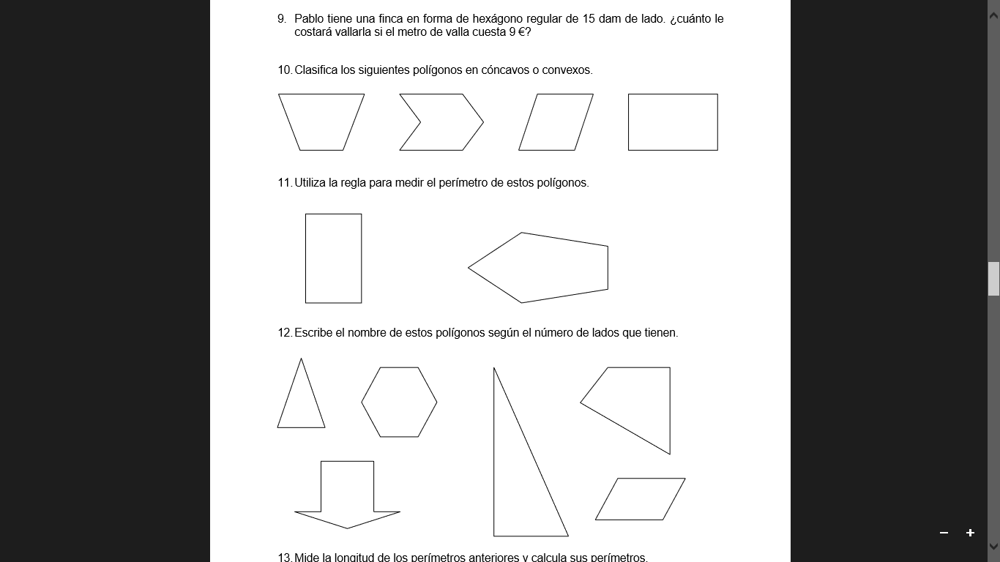 9. Pablo tiene una finca en forma de hexágono regular de 15 dam de lado. ¿cuánto le
costará vallarla si el metro de valla cuesta 9 €?
10. Clasifica los siguientes polígonos en cóncavos o convexos.
11. Utiliza la regla para medir el perímetro de estos polígonos.
12. Escribe el nombre de estos polígonos según el número de lados que tienen.
13. Mide la longitud de los perímetros anteriores y calcula sus perímetros.